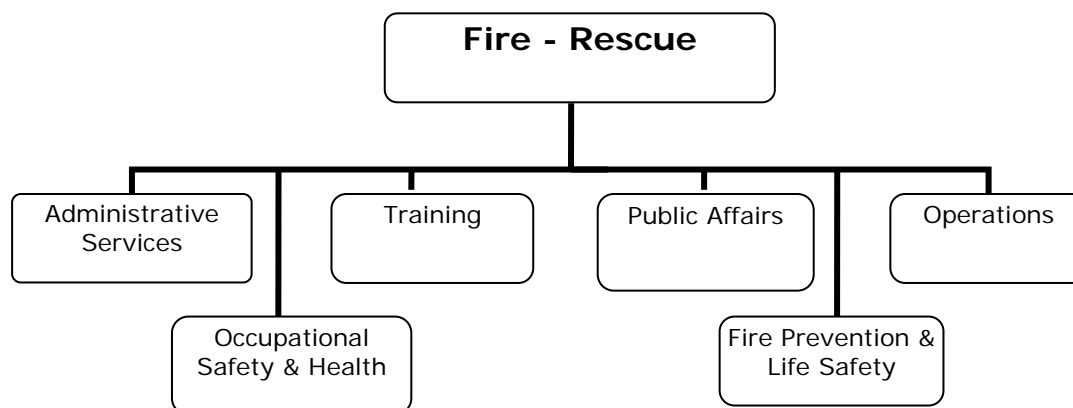 Fire - Rescue
Administrative
Services
Training
Public Affairs
Operations
Occupational
Safety & Health
Fire Prevention &
Life Safety